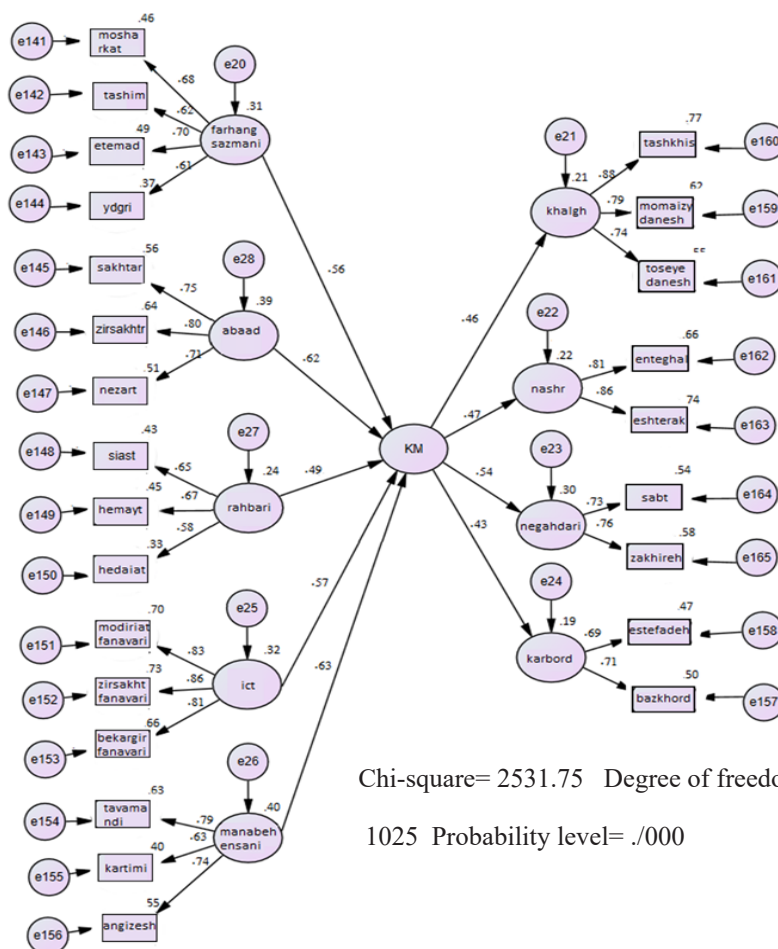 .46
e141
mosha
rkat
e20
-68
e142
tashim
.31
-62
49
-70
farhang
sazmani
e143
etemad
-61
.37
e144
ydgri
.56
e145
sakhtar
e28
-75
.64
.39
e146
zirsakhtr
-80
abaad
-71
.51
e147
nezart
.43
e148
siast
e27
-65
.45
.24
e149
hemayt
-67
rahbari
-58
.33
e150
hedaiat
.70
e151
modiriat
fanavari
e25
-83
.73
.32
e152
zirsakht
fanavari
-86
ict
-81
.66
e153
bekargir
fanavari
.63
e26
e154
tavama
ndi
-79
.40
-63
40
manabeh
ensani
e155
kartimi
-74
55
e156
angizesh
-56
-62
-49
-57
-63
KM
-46
-47
-54
-43
.77
e21
tashkhis
e160
.21
-88
62
khalgh
-79
momaizy
danesh
e159
-74
.55
toseye
danesh
e161
e22
.66
.22
-81
enteghal
e162
nashr
-86
74
eshterak
e163
e23
.54
.30
-73
sabt
e164
negahdari
-76
.58
zakhireh
e165
e24
.47
.19
-69
estefadeh
e158
karbord
-71
.50
bazkhord
e157
Chi-square= 2531.75 Degree of freedo
1025 Probability level= ./000